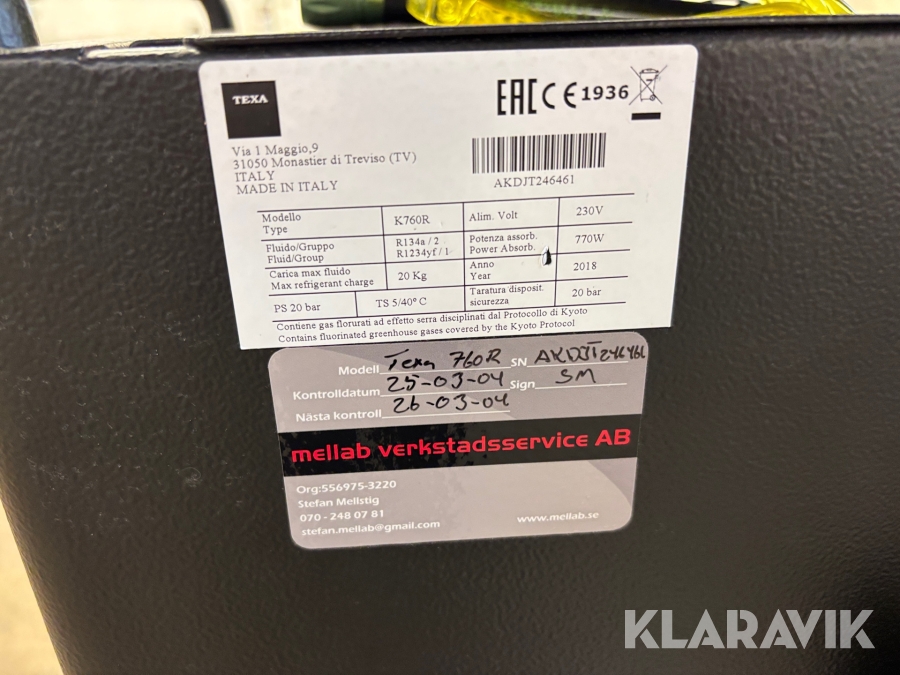 TEXA
EAC CE 1936
Via 1 Maggio,9
31050 Monastier di Treviso (TV)
ITALY
MADE IN ITALY
AKDJT246461
Modello
Type
K760R
Alim. Volt
230V
Fluido/Gruppo
Fluid/Group
R134a / 2
R1234yf / 1
Potenza assorb.
Power Absorb.
770W
Carica max fluido
Max refrigerant charge
20 Kg
Anno
Year
2018
PS 20 bar
TS 5/40° C
Taratura disposit.
sicurezza
20 bar
Contiene gas florurati ad effetto serra disciplinati dal Protocollo di Kyoto
Contains fluorinated greenhouse gases covered by the Kyoto Protocol
Modell Texa 760R SN AKDJT246461
Kontrolldatum 25-03-04 Sign SM
Nästa kontroll 26-03-04
mellab verkstadsservice AB
Org:556975-3220
Stefan Mellstig
070 - 248 07 81
stefan.mellab@gmail.com
www.mellab.se
KLARAVIK